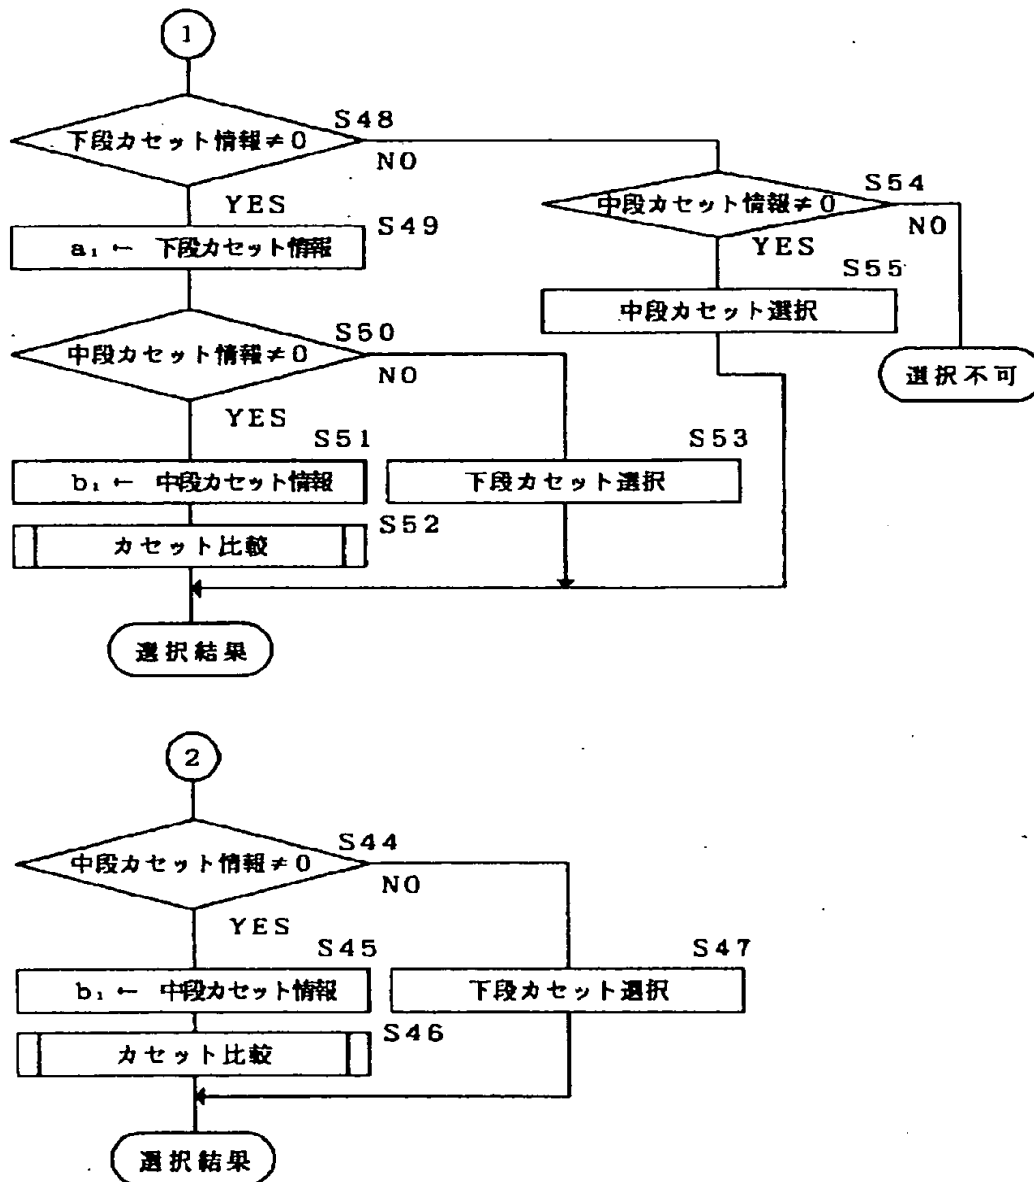 1
下段カセット情報≠0
S48
NO
YES
a₁ ← 下段カセット情報
S49
中段カセット情報≠0
S50
NO
YES
S51
b₁ ← 中段カセット情報
S52
カセット比較
選択結果
S53
下段カセット選択
中段カセット情報≠0
S54
NO
YES
S55
中段カセット選択
選択不可
2
中段カセット情報≠0
S44
NO
YES
S45
b₁ ← 中段カセット情報
S46
カセット比較
S47
下段カセット選択
選択結果